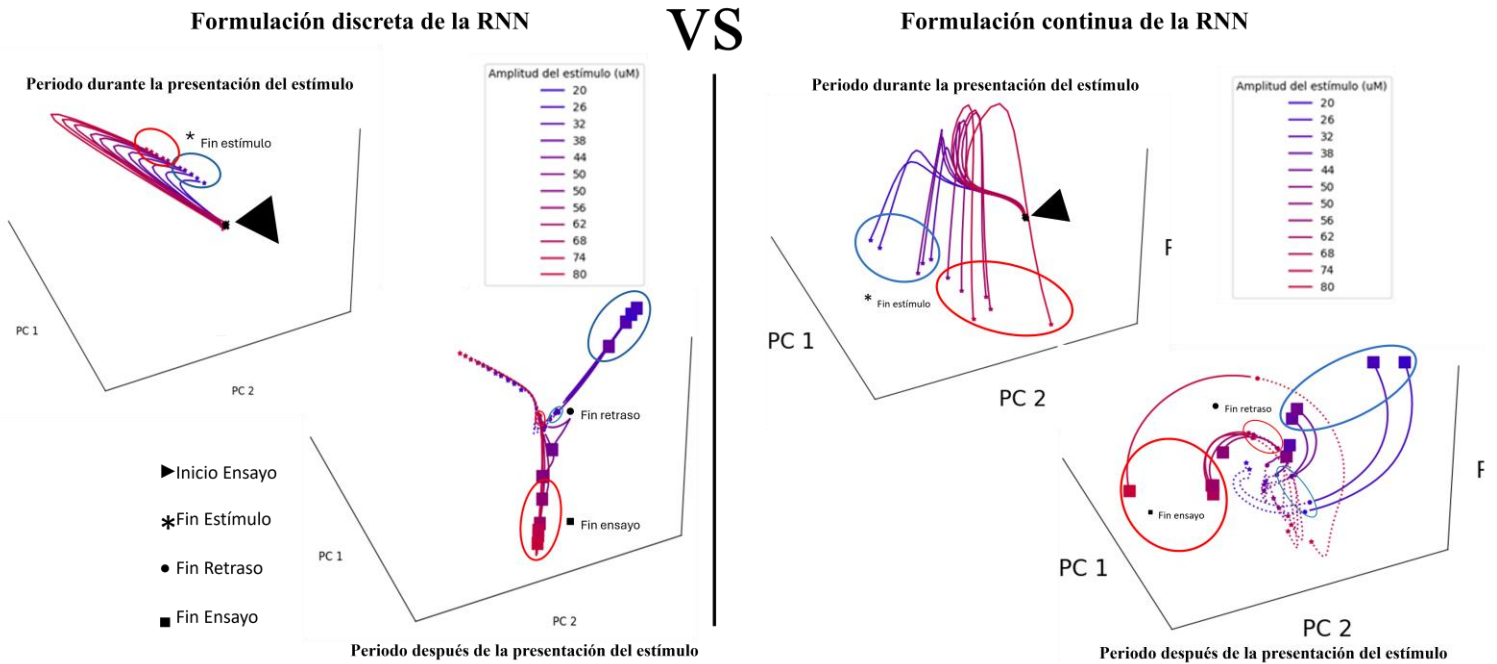 Formulación discreta de la RNN
VS
Formulación continua de la RNN
Periodo durante la presentación del estímulo
* Fin estímulo
Amplitud del estímulo (uM)
20
26
32
38
44
50
50
56
62
68
74
80
PC 1
PC 2
Fin retraso
Fin ensayo
PC 1
PC 2
Inicio Ensayo
Fin Estímulo
Fin Retraso
Fin Ensayo
Periodo después de la presentación del estímulo
Periodo durante la presentación del estímulo
* Fin estímulo
Amplitud del estímulo (uM)
20
26
32
38
44
50
50
56
62
68
74
80
PC 1
PC 2
Fin retraso
Fin ensayo
PC 1
PC 2
Periodo después de la presentación del estímulo